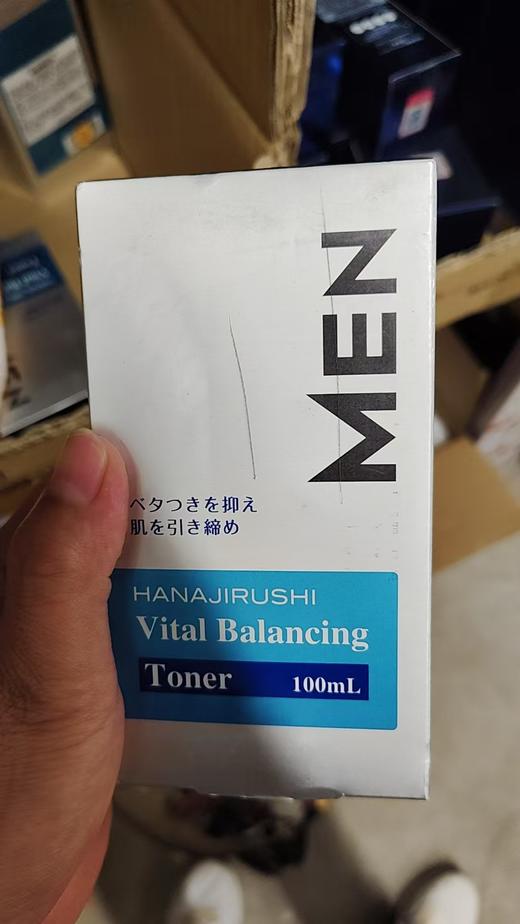 MEN
ベタつきを抑え
肌を引き締め
HANAJIRUSHI
Vital Balancing
Toner 100mL